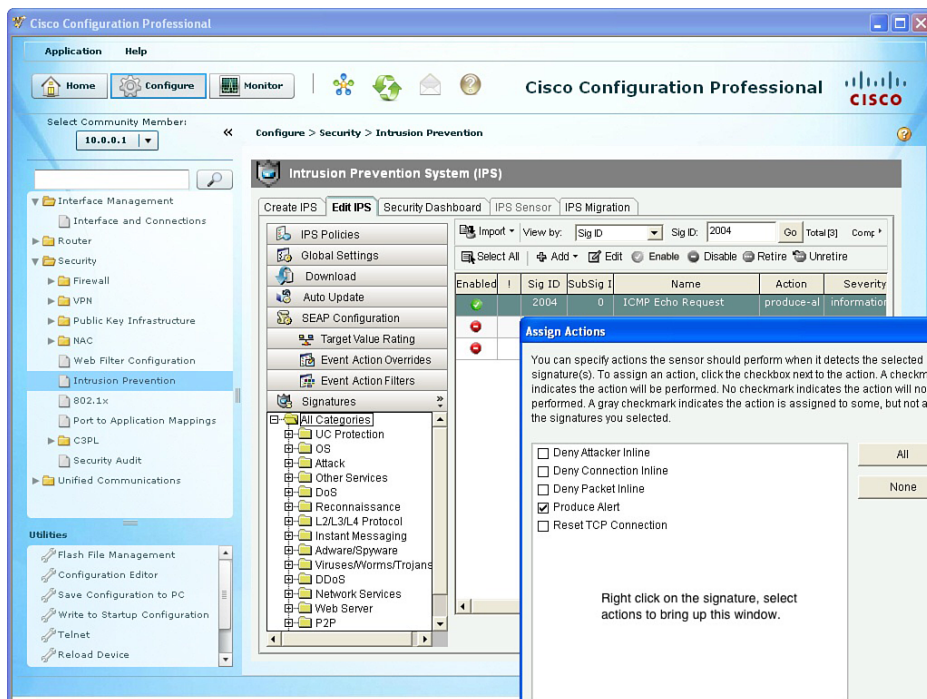 Cisco Configuration Professional
Application Help
Home Configure Monitor
Cisco Configuration Professional
CISCO
Select Community Member:
10.0.0.1
Configure > Security > Intrusion Prevention
Interface Management
Interface and Connections
Router
Security
Firewall
VPN
Public Key Infrastructure
NAC
Web Filter Configuration
Intrusion Prevention
802.1x
Port to Application Mappings
C3PL
Security Audit
Unified Communications
Utilities
Flash File Management
Configuration Editor
Save Configuration to PC
Write to Startup Configuration
Telnet
Reload Device
Intrusion Prevention System (IPS)
Create IPS Edit IPS Security Dashboard IPS Sensor IPS Migration
IPS Policies
Global Settings
Download
Auto Update
SEAP Configuration
Target Value Rating
Event Action Overrides
Event Action Filters
Signatures
All Categories
UC Protection
OS
Attack
Other Services
DoS
Reconnaissance
L2/L3/L4 Protocol
Instant Messaging
Adware/Spyware
Viruses/Worms/Trojans
DDoS
Network Services
Web Server
P2P
Import View by: Sig ID Sig ID: 2004 Go Total[3] Comp
Select All Add Edit Enable Disable Retire Unretire
Enabled ! Sig ID SubSig I Name Action Severity
2004 0 ICMP Echo Request produce-al information
Assign Actions
You can specify actions the sensor should perform when it detects the selected
signature(s). To assign an action, click the checkbox next to the action. A checkm
indicates the action will be performed. No checkmark indicates the action will no
performed. A gray checkmark indicates the action is assigned to some, but not a
the signatures you selected.
Deny Attacker Inline
Deny Connection Inline
Deny Packet Inline
Produce Alert
Reset TCP Connection
All
None
Right click on the signature, select
actions to bring up this window.